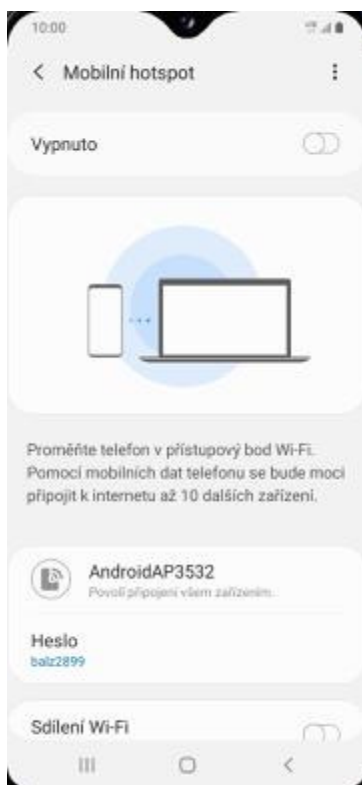 10:00
Mobilní hotspot
Vypnuto
Proměňte telefon v přístupový bod Wi-Fi.
Pomocí mobilních dat telefonu se bude moci
připojit k internetu až 10 dalších zařízení.
AndroidAP3532
Povolí připojení všem zařízením.
Heslo
balz2899
Sdílení Wi-Fi